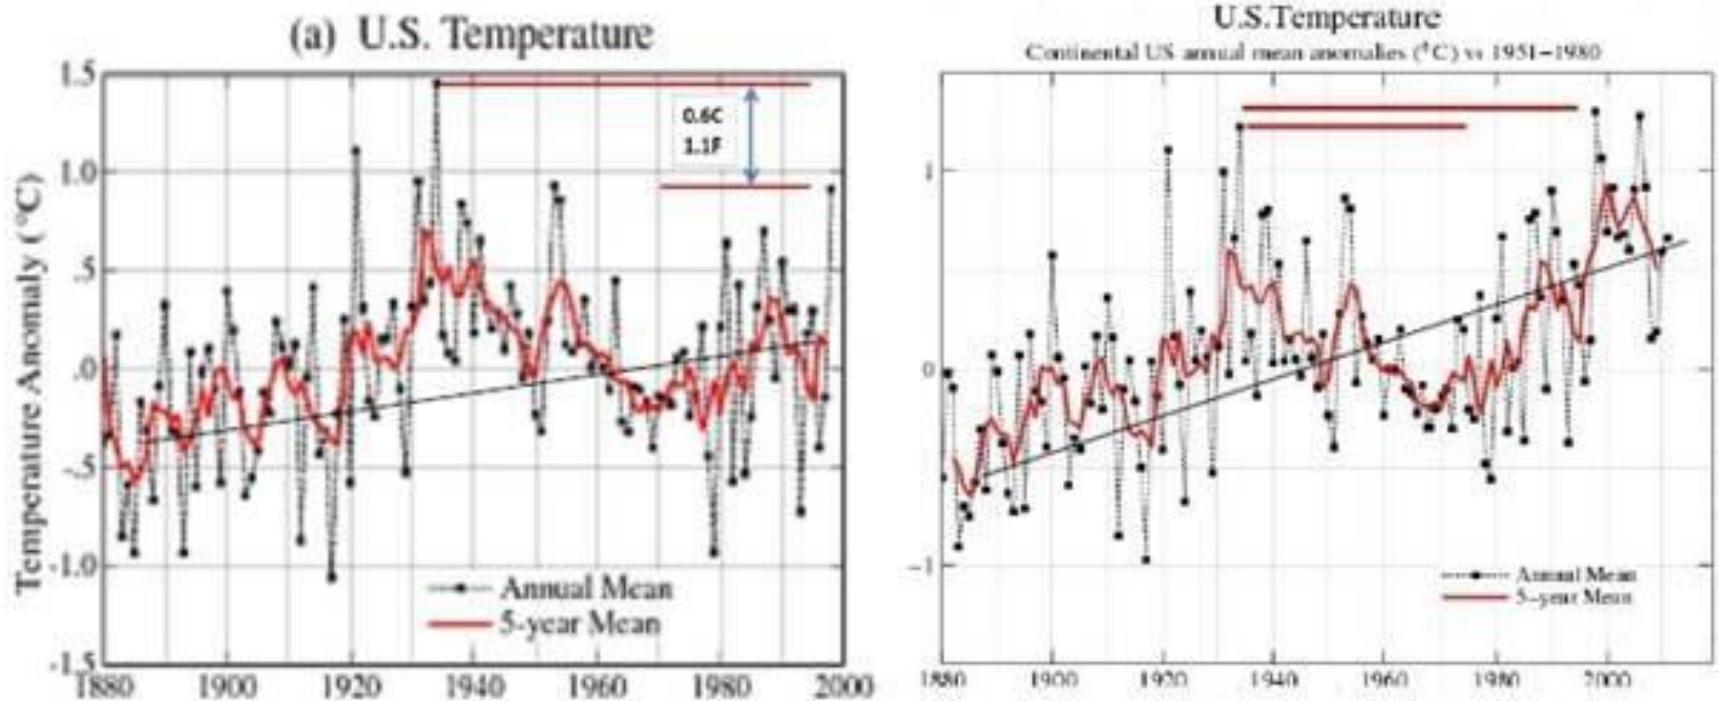 (a) U.S. Temperature
Temperature Anomaly (°C)
1.5
1.0
.5
.0
-.5
-1.0
-1.5
0.6C
1.1F
Annual Mean
5-year Mean
1880 1900 1920 1940 1960 1980 2000
U.S.Temperature
Continental US annual mean anomalies (°C) vs 1951-1980
1
0
-1
Annual Mean
5-year Mean
1880 1900 1920 1940 1960 1980 2000